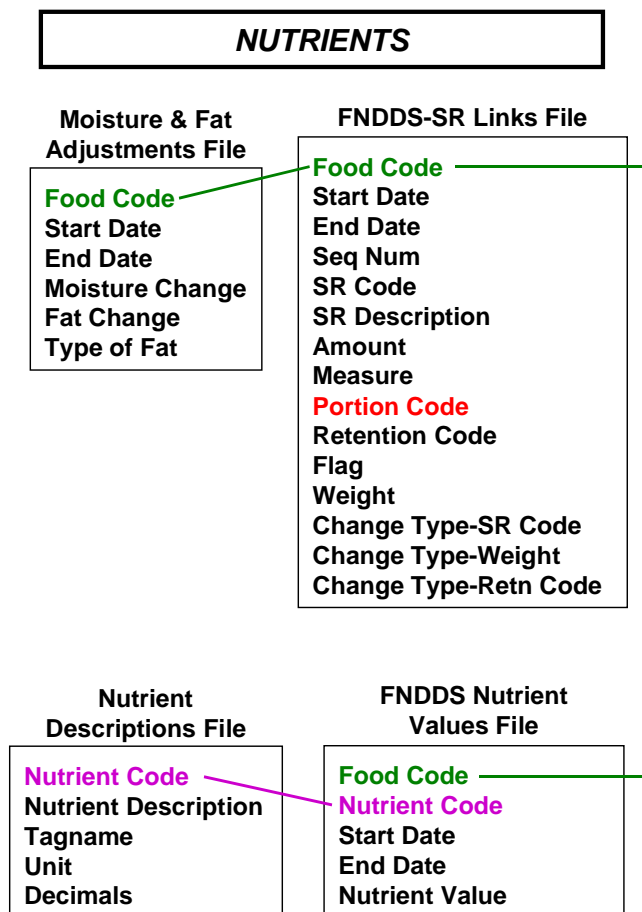 NUTRIENTS
Moisture & Fat
Adjustments File
Food Code
Start Date
End Date
Moisture Change
Fat Change
Type of Fat
FNDDS-SR Links File
Food Code
Start Date
End Date
Seq Num
SR Code
SR Description
Amount
Measure
Portion Code
Retention Code
Flag
Weight
Change Type-SR Code
Change Type-Weight
Change Type-Retn Code
Nutrient
Descriptions File
Nutrient Code
Nutrient Description
Tagname
Unit
Decimals
FNDDS Nutrient
Values File
Food Code
Nutrient Code
Start Date
End Date
Nutrient Value